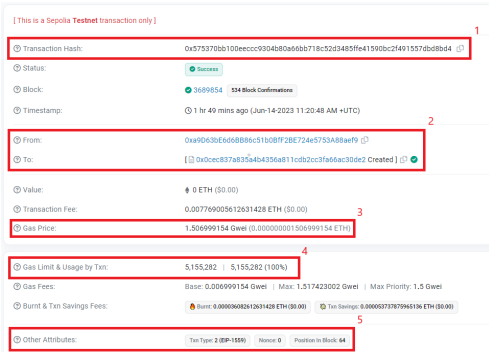 [ This is a Sepolia Testnet transaction only ]
1
Transaction Hash: 0x575370bb100eeccc9304b80a66bb718c52d3485ffe41590bc2f491557dbd8bd4
Status: Success
Block: 3689854 534 Block Confirmations
Timestamp: 1 hr 49 mins ago (Jun-14-2023 11:20:48 AM +UTC)
2
From: 0xa9D63bE6d6BB86c51b0BfF2BE724e5753A88aef9
To: [ 0x0cec837a835a4b4356a811cdb2cc3fa66ac30de2 Created ]
Value: 0 ETH ($0.00)
Transaction Fee: 0.007769005612631428 ETH ($0.00)
3
Gas Price: 1.506999154 Gwei (0.000000001506999154 ETH)
4
Gas Limit & Usage by Txn: 5,155,282 | 5,155,282 (100%)
Gas Fees: Base: 0.006999154 Gwei | Max: 1.517423002 Gwei | Max Priority: 1.5 Gwei
Burnt & Txn Savings Fees: Burnt: 0.000036082612631428 ETH ($0.00) Txn Savings: 0.000053737875965136 ETH ($0.00)
5
Other Attributes: Txn Type: 2 (EIP-1559) Nonce: 0 Position In Block: 64